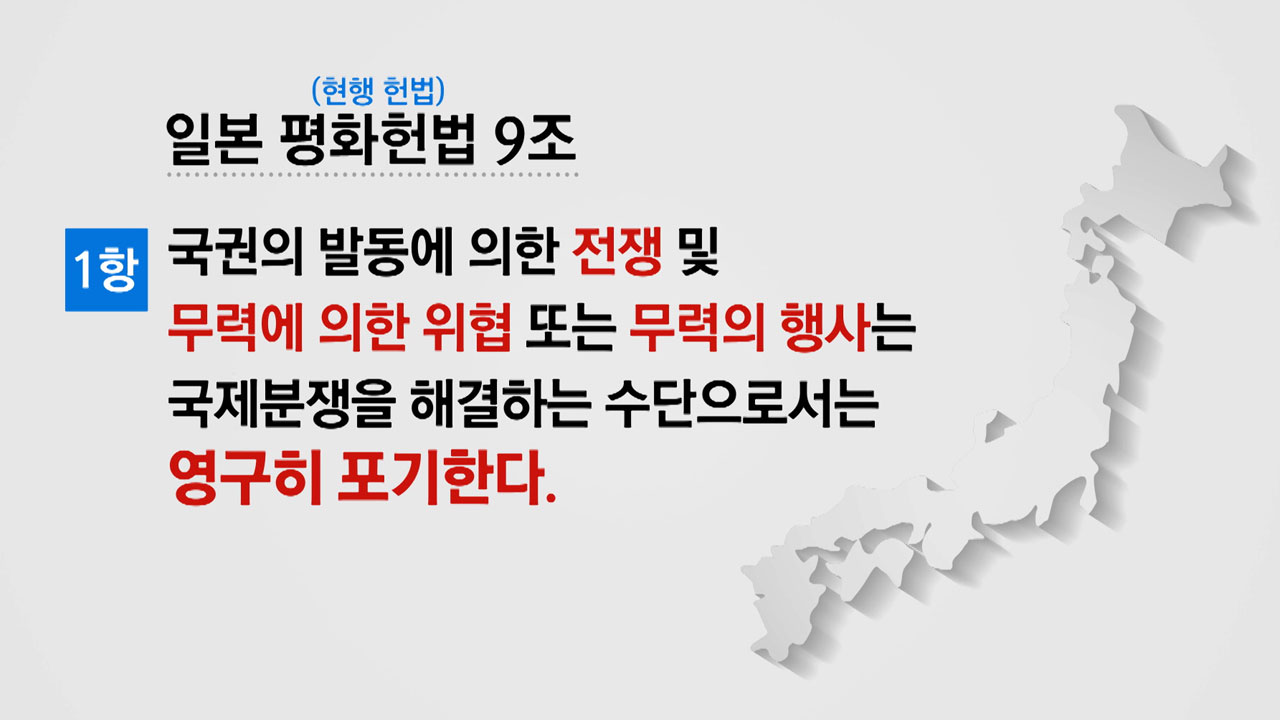 (현행 헌법)
일본 평화헌법 9조
1항
국권의 발동에 의한 전쟁 및
무력에 의한 위협 또는 무력의 행사는
국제분쟁을 해결하는 수단으로서는
영구히 포기한다.